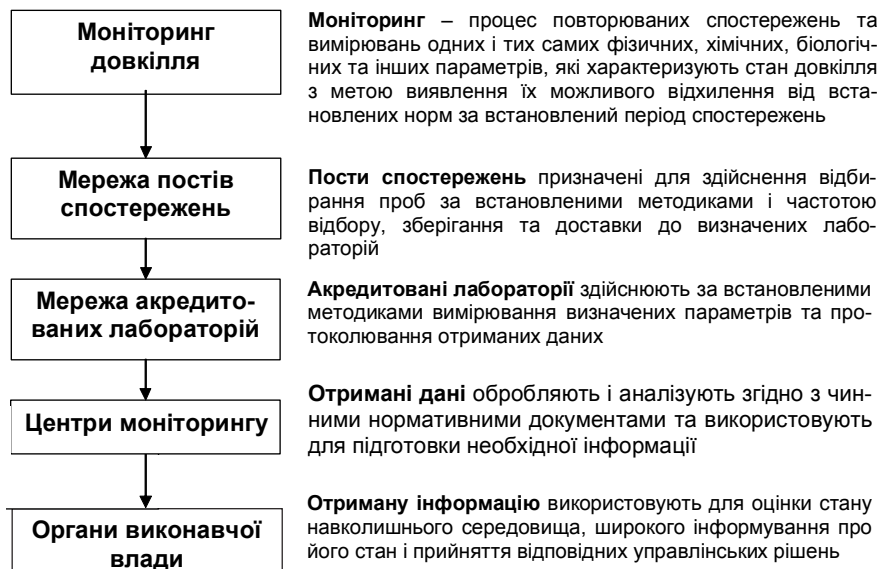 Моніторинг
довкілля
Моніторинг – процес повторюваних спостережень та
вимірювань одних і тих самих фізичних, хімічних, біологіч-
них та інших параметрів, які характеризують стан довкілля
з метою виявлення їх можливого відхилення від вста-
новлених норм за встановлений період спостережень
Мережа постів
спостережень
Пости спостережень призначені для здійснення відби-
рання проб за встановленими методиками і частотою
відбору, зберігання та доставки до визначених лабо-
раторій
Мережа акредито-
ваних лабораторій
Акредитовані лабораторії здійснюють за встановленими
методиками вимірювання визначених параметрів та про-
токолювання отриманих даних
Центри моніторингу
Отримані дані обробляють і аналізують згідно з чин-
ними нормативними документами та використовують
для підготовки необхідної інформації
Органи виконавчої
влади
Отриману інформацію використовують для оцінки стану
навколишнього середовища, широкого інформування про
його стан і прийняття відповідних управлінських рішень